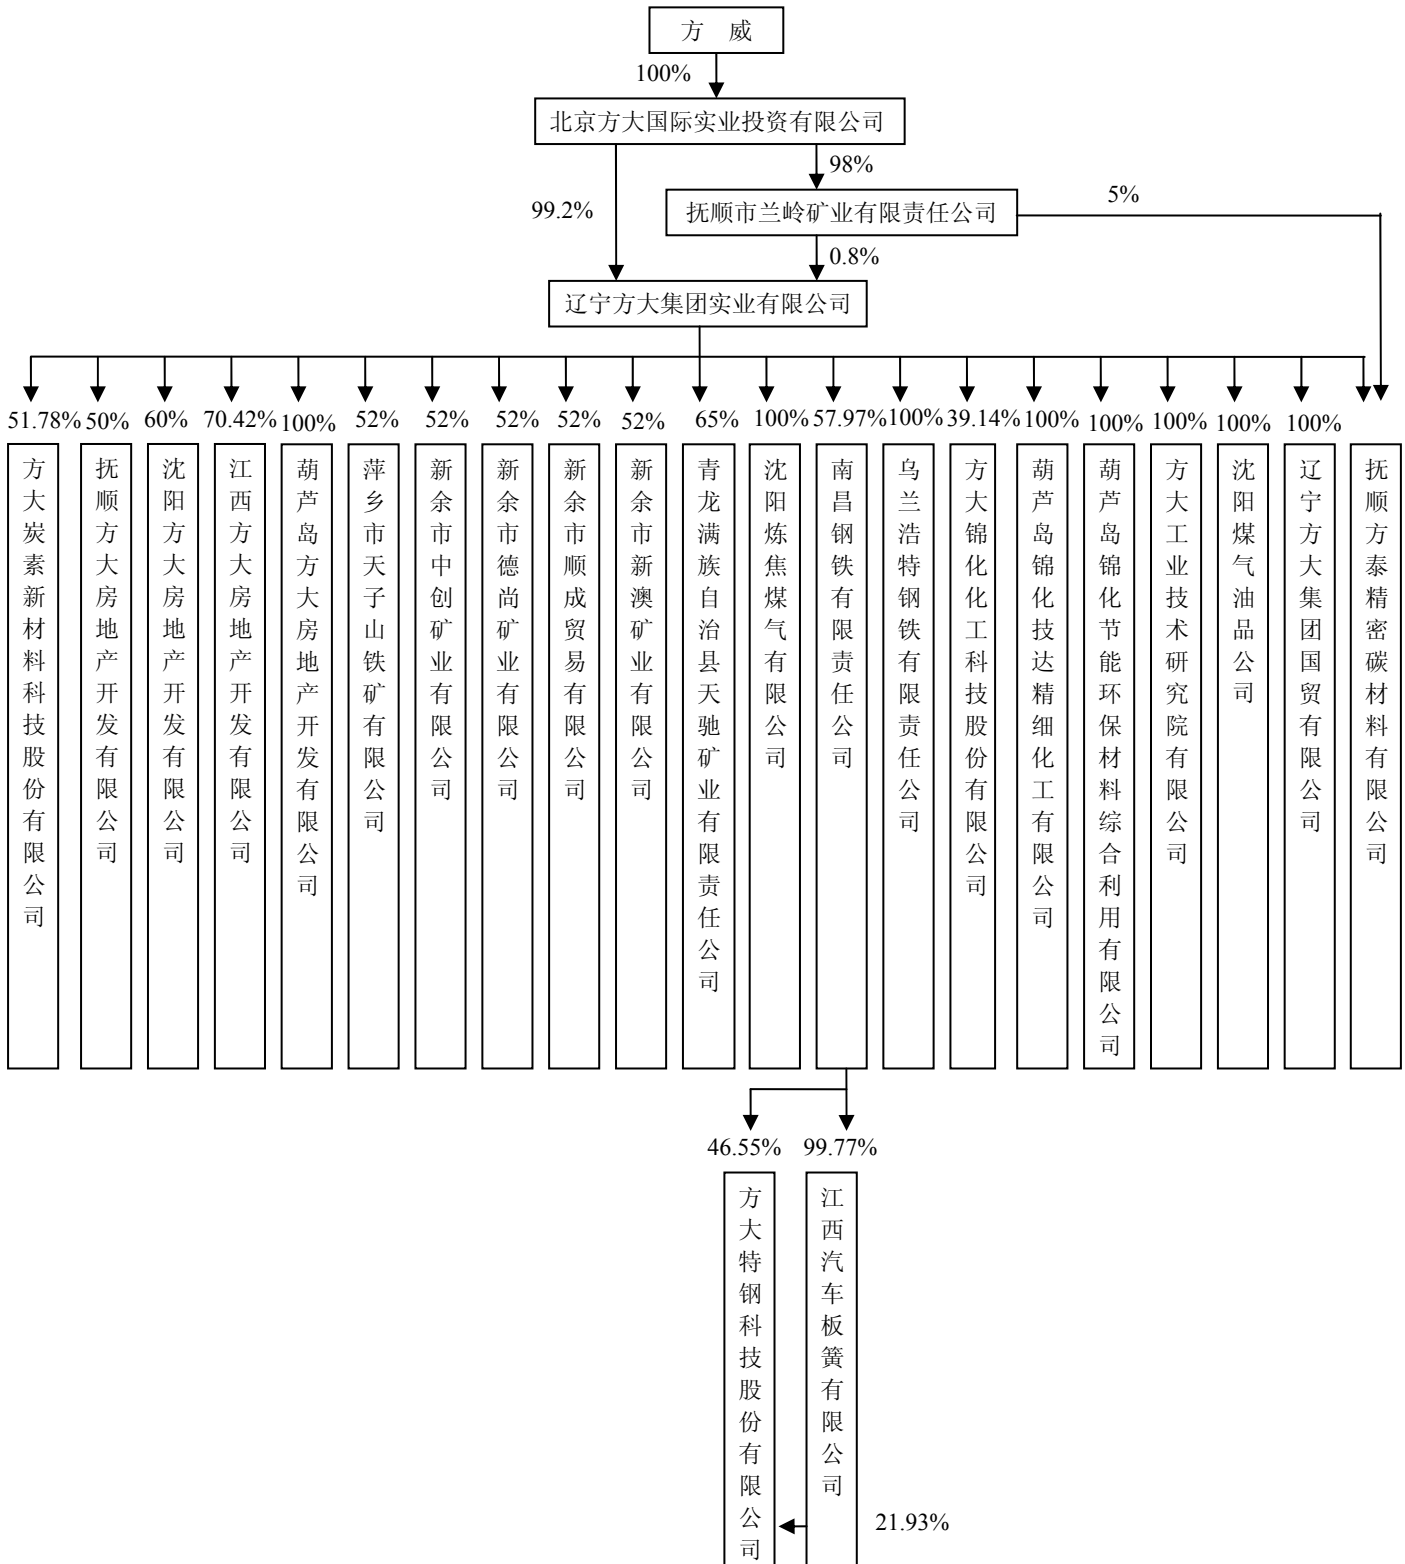 方 威
100%
北京方大国际实业投资有限公司
98%
5%
99.2%
抚顺市兰岭矿业有限责任公司
0.8%
辽宁方大集团实业有限公司
51.78%
50%
60%
70.42%
100%
52%
52%
52%
52%
52%
65%
100%
57.97%
100%
39.14%
100%
100%
100%
100%
100%
方大炭素新材料科技股份有限公司
抚顺方大房地产开发有限公司
沈阳方大房地产开发有限公司
江西方大房地产开发有限公司
葫芦岛方大房地产开发有限公司
萍乡市天子山铁矿有限公司
新余市中创矿业有限公司
新余市德尚矿业有限公司
新余市顺成贸易有限公司
新余市新澳矿业有限公司
青龙满族自治县天驰矿业有限责任公司
沈阳炼焦煤气有限公司
南昌钢铁有限责任公司
乌兰浩特钢铁有限责任公司
方大锦化化工科技股份有限公司
葫芦岛锦化技达精细化工有限公司
葫芦岛锦化节能环保材料综合利用有限公司
方大工业技术研究院有限公司
沈阳煤气油品公司
辽宁方大集团国贸有限公司
抚顺方泰精密碳材料有限公司
46.55%
99.77%
方大特钢科技股份有限公司
江西汽车板簧有限公司
21.93%